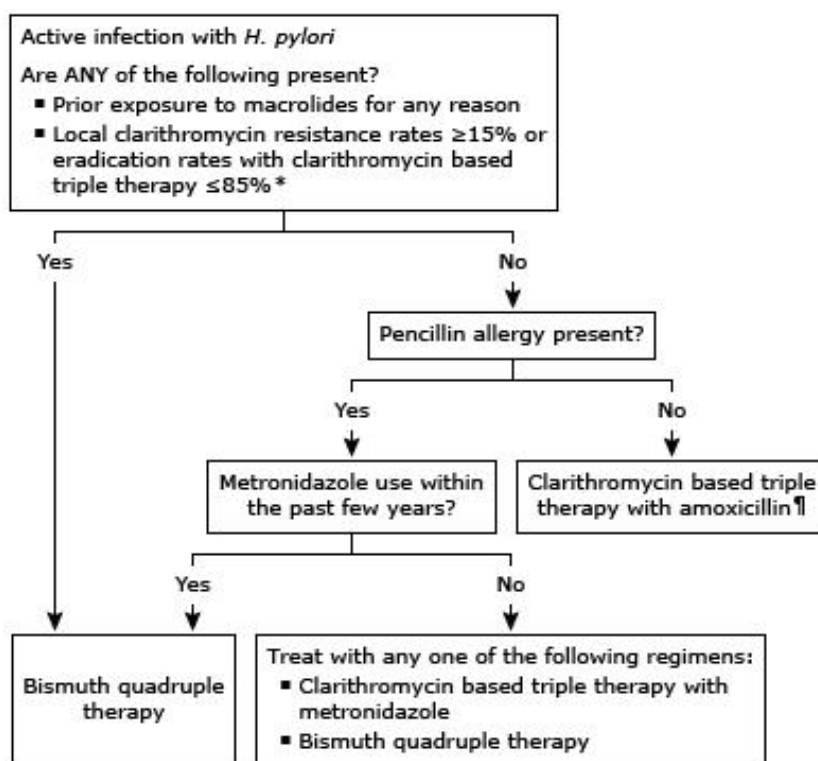 Active infection with H. pylori
Are ANY of the following present?
▪ Prior exposure to macrolides for any reason
▪ Local clarithromycin resistance rates ≥15% or
eradication rates with clarithromycin based
triple therapy ≤85%*
Yes
No
Pencillin allergy present?
Yes
No
Metronidazole use within
the past few years?
Clarithromycin based triple
therapy with amoxicillin¶
Yes
No
Bismuth quadruple
therapy
Treat with any one of the following regimens:
▪ Clarithromycin based triple therapy with
metronidazole
▪ Bismuth quadruple therapy